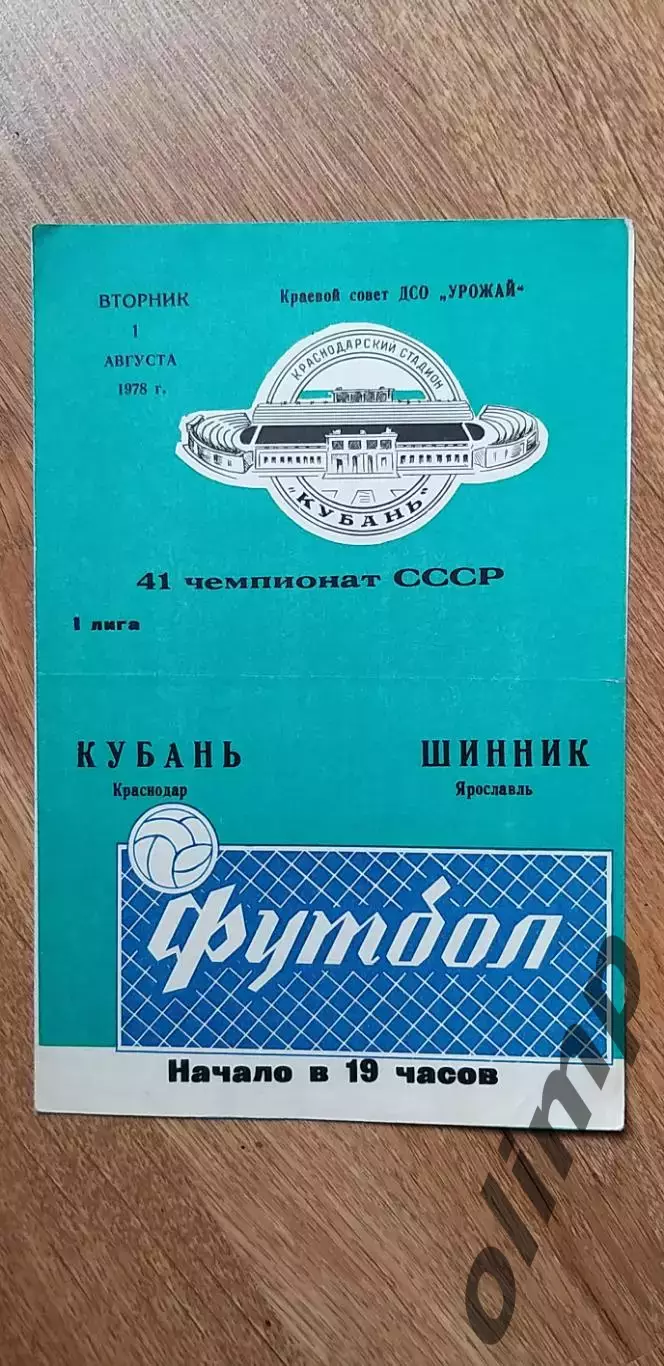 ВТОРНИК
1
АВГУСТА
1978 г.
Краевой совет ДСО „УРОЖАЙ“
КРАСНОДАРСКИЙ СТАДИОН
„КУБАНЬ“
41 чемпионат СССР
I лига
КУБАНЬ
Краснодар
ШИННИК
Ярославль
Футбол
Начало в 19 часов
olimp